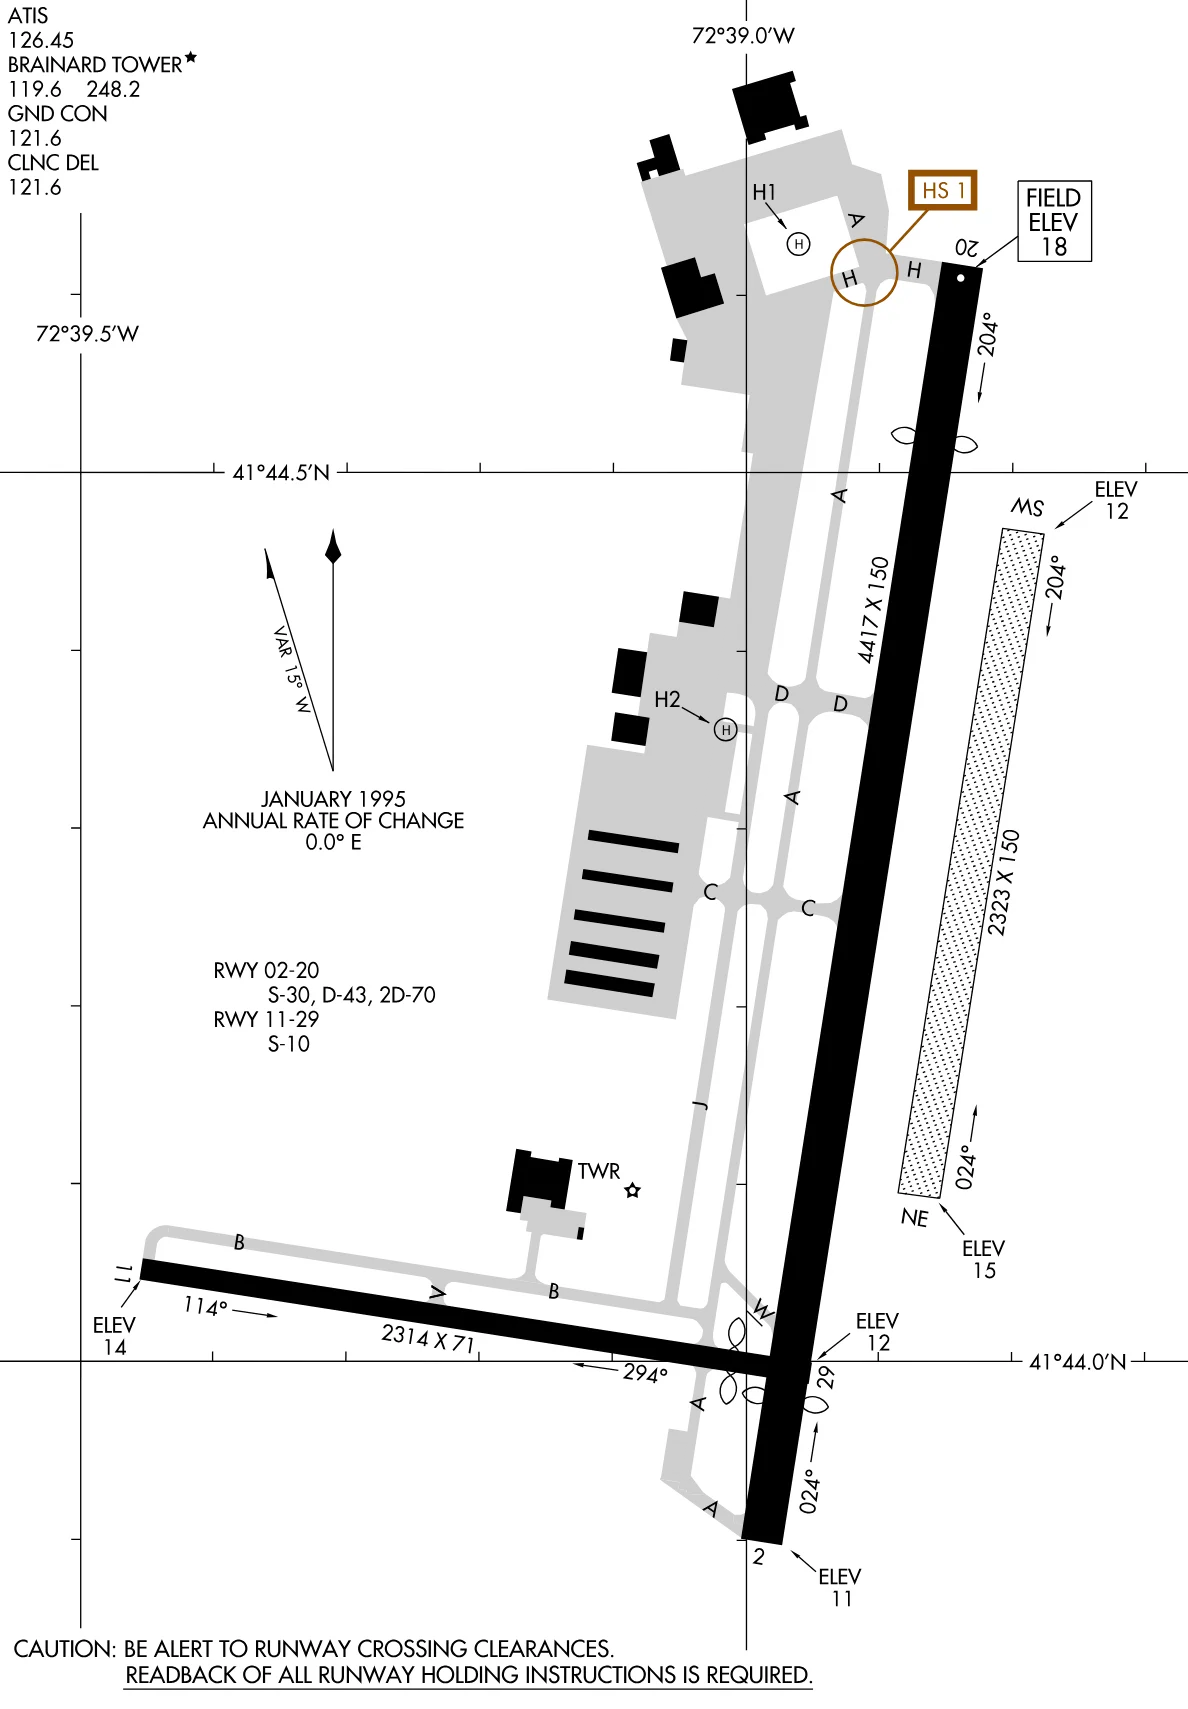 ATIS
126.45
BRAINARD TOWER★
119.6 248.2
GND CON
121.6
CLNC DEL
121.6
72°39.0'W
H1
H
A
HS 1
FIELD
ELEV
18
20
H
H
204°
72°39.5'W
41°44.5'N
A
SW
ELEV
12
204°
4417 X 150
VAR 15° W
D
D
H2
H
A
JANUARY 1995
ANNUAL RATE OF CHANGE
0.0° E
2323 X 150
C
C
RWY 02-20
S-30, D-43, 2D-70
RWY 11-29
S-10
J
TWR
024°
NE
ELEV
15
B
B
V
W
11
114°
ELEV
14
2314 X 71
294°
ELEV
12
29
41°44.0'N
A
024°
A
2
ELEV
11
CAUTION: BE ALERT TO RUNWAY CROSSING CLEARANCES.
READBACK OF ALL RUNWAY HOLDING INSTRUCTIONS IS REQUIRED.